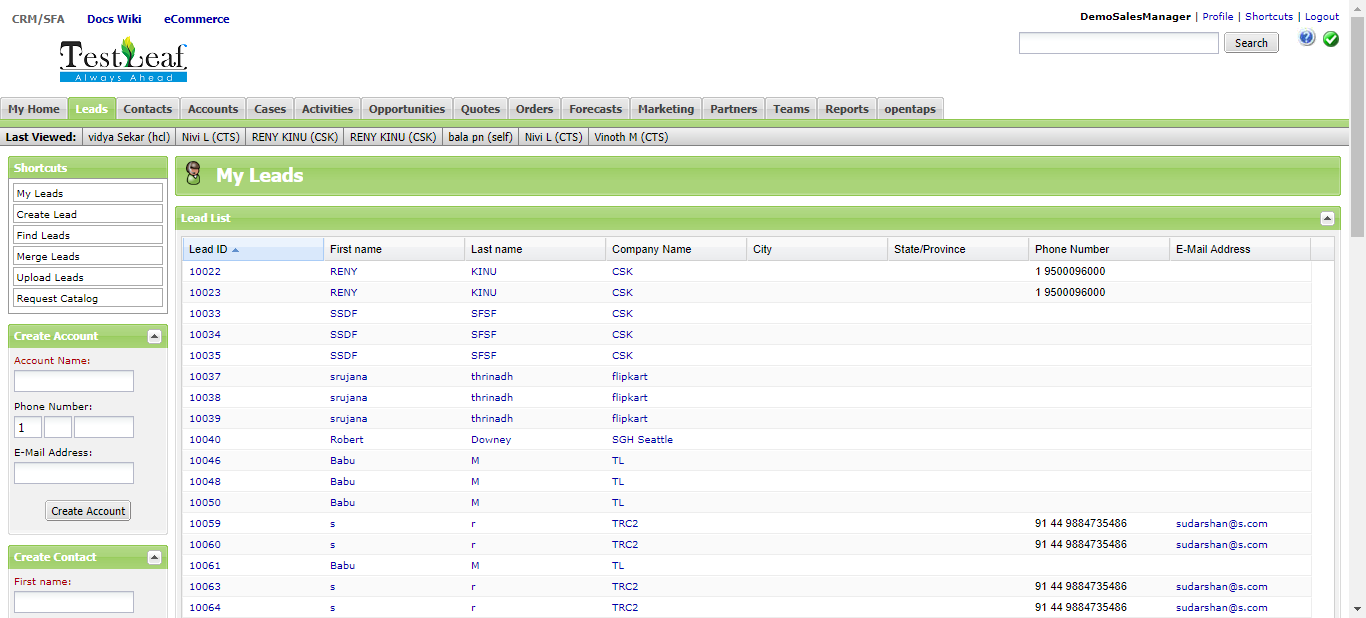 CRM/SFA Docs Wiki eCommerce
DemoSalesManager | Profile | Shortcuts | Logout
TestLeaf
Always Ahead
Search
My Home Leads Contacts Accounts Cases Activities Opportunities Quotes Orders Forecasts Marketing Partners Teams Reports opentaps
Last Viewed: vidya Sekar (hcl) Nivi L (CTS) RENY KINU (CSK) RENY KINU (CSK) bala pn (self) Nivi L (CTS) Vinoth M (CTS)
Shortcuts
My Leads
Create Lead
Find Leads
Merge Leads
Upload Leads
Request Catalog
Create Account
Account Name:
Phone Number:
1
E-Mail Address:
Create Account
Create Contact
First name:
My Leads
Lead List
Lead ID First name Last name Company Name City State/Province Phone Number E-Mail Address
10022 RENY KINU CSK 1 9500096000
10023 RENY KINU CSK 1 9500096000
10033 SSDF SFSF CSK
10034 SSDF SFSF CSK
10035 SSDF SFSF CSK
10037 srujana thrinadh flipkart
10038 srujana thrinadh flipkart
10039 srujana thrinadh flipkart
10040 Robert Downey SGH Seattle
10046 Babu M TL
10048 Babu M TL
10050 Babu M TL
10059 s r TRC2 91 44 9884735486 sudarshan@s.com
10060 s r TRC2 91 44 9884735486 sudarshan@s.com
10061 Babu M TL
10063 s r TRC2 91 44 9884735486 sudarshan@s.com
10064 s r TRC2 91 44 9884735486 sudarshan@s.com